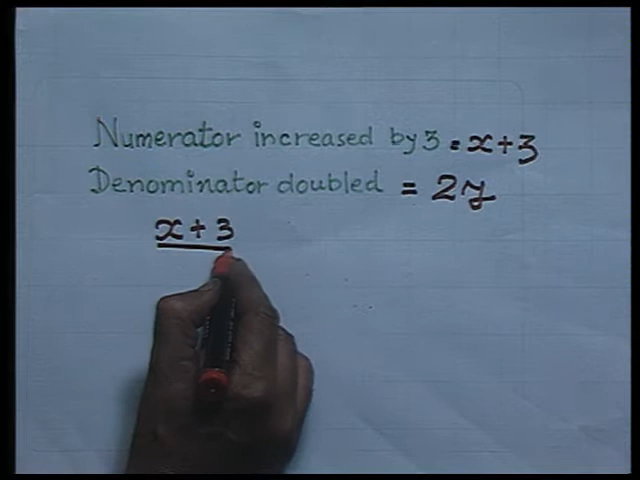 Numerator increased by 3 = x + 3
Denominator doubled = 2y
x + 3